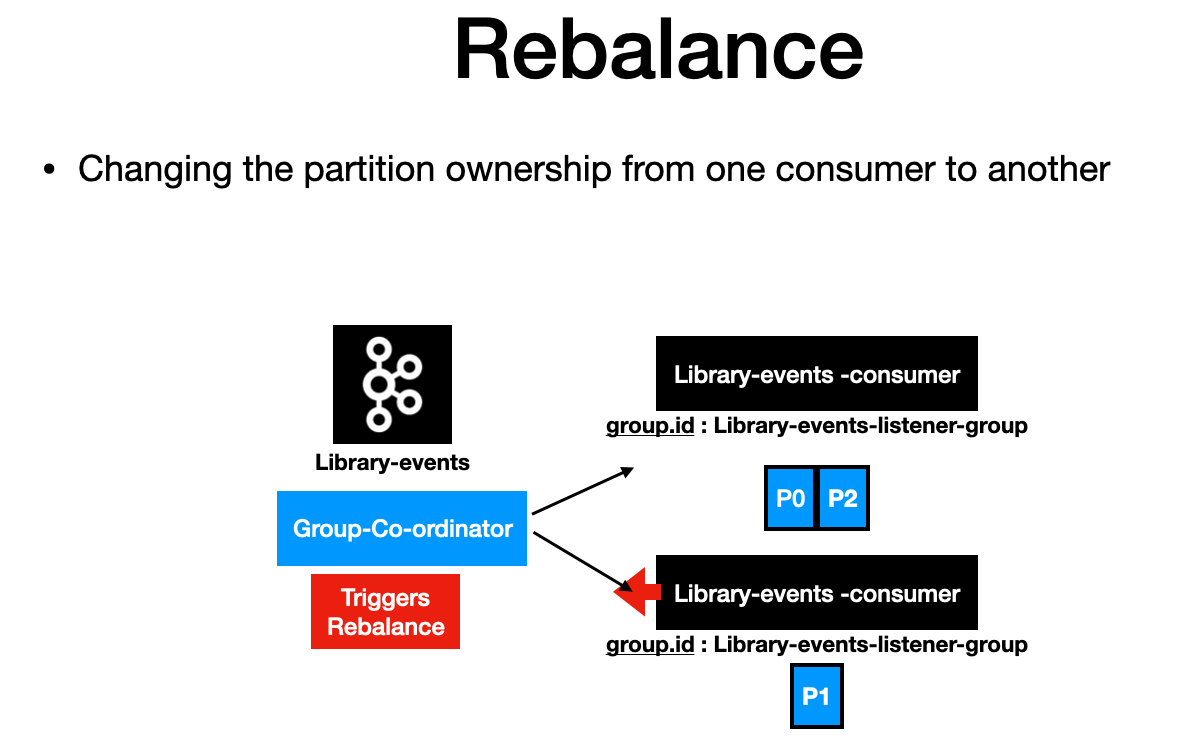 Rebalance
• Changing the partition ownership from one consumer to another
Library-events
Group-Co-ordinator
Triggers
Rebalance
Library-events -consumer
group.id : Library-events-listener-group
P0 P2
Library-events -consumer
group.id : Library-events-listener-group
P1